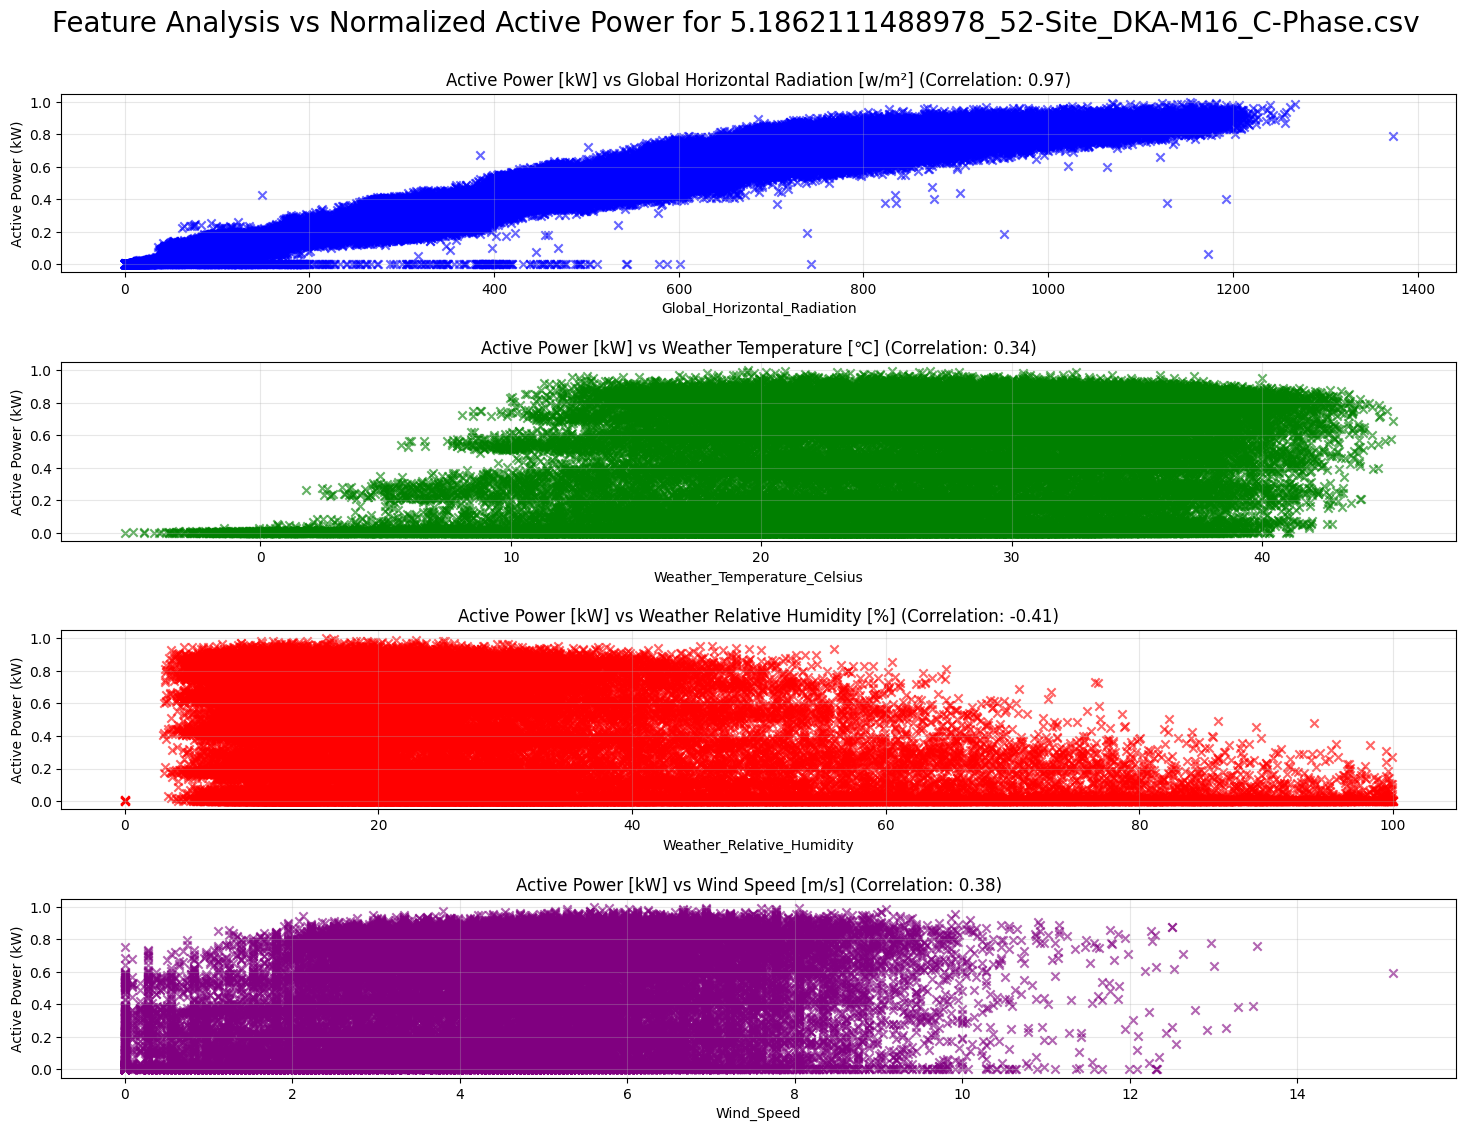 Feature Analysis vs Normalized Active Power for 5.1862111488978_52-Site_DKA-M16_C-Phase.csv
Active Power [kW] vs Global Horizontal Radiation [w/m²] (Correlation: 0.97)
Active Power (kW)
1.0
0.8
0.6
0.4
0.2
0.0
0 200 400 600 800 1000 1200 1400
Global_Horizontal_Radiation
Active Power [kW] vs Weather Temperature [℃] (Correlation: 0.34)
Active Power (kW)
1.0
0.8
0.6
0.4
0.2
0.0
0 10 20 30 40
Weather_Temperature_Celsius
Active Power [kW] vs Weather Relative Humidity [%] (Correlation: -0.41)
Active Power (kW)
1.0
0.8
0.6
0.4
0.2
0.0
0 20 40 60 80 100
Weather_Relative_Humidity
Active Power [kW] vs Wind Speed [m/s] (Correlation: 0.38)
Active Power (kW)
1.0
0.8
0.6
0.4
0.2
0.0
0 2 4 6 8 10 12 14
Wind_Speed